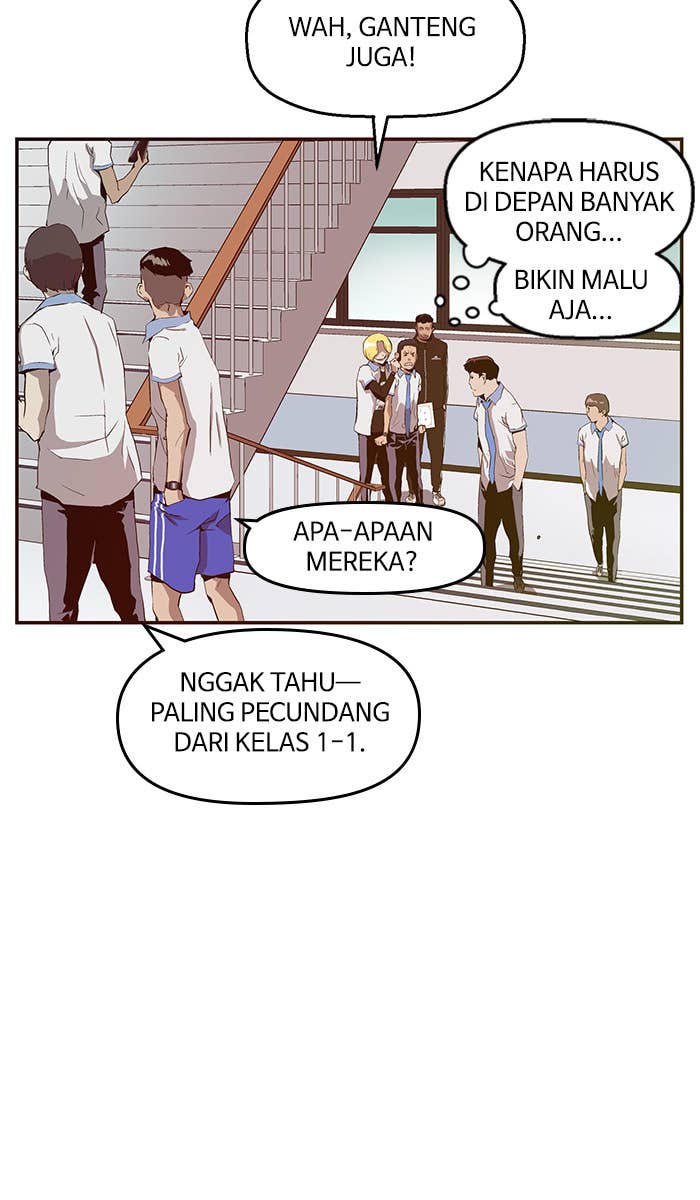 WAH, GANTENG
JUGA!
KENAPA HARUS
DI DEPAN BANYAK
ORANG...
BIKIN MALU
AJA...
APA-APAAN
MEREKA?
NGGAK TAHU—
PALING PECUNDANG
DARI KELAS 1-1.